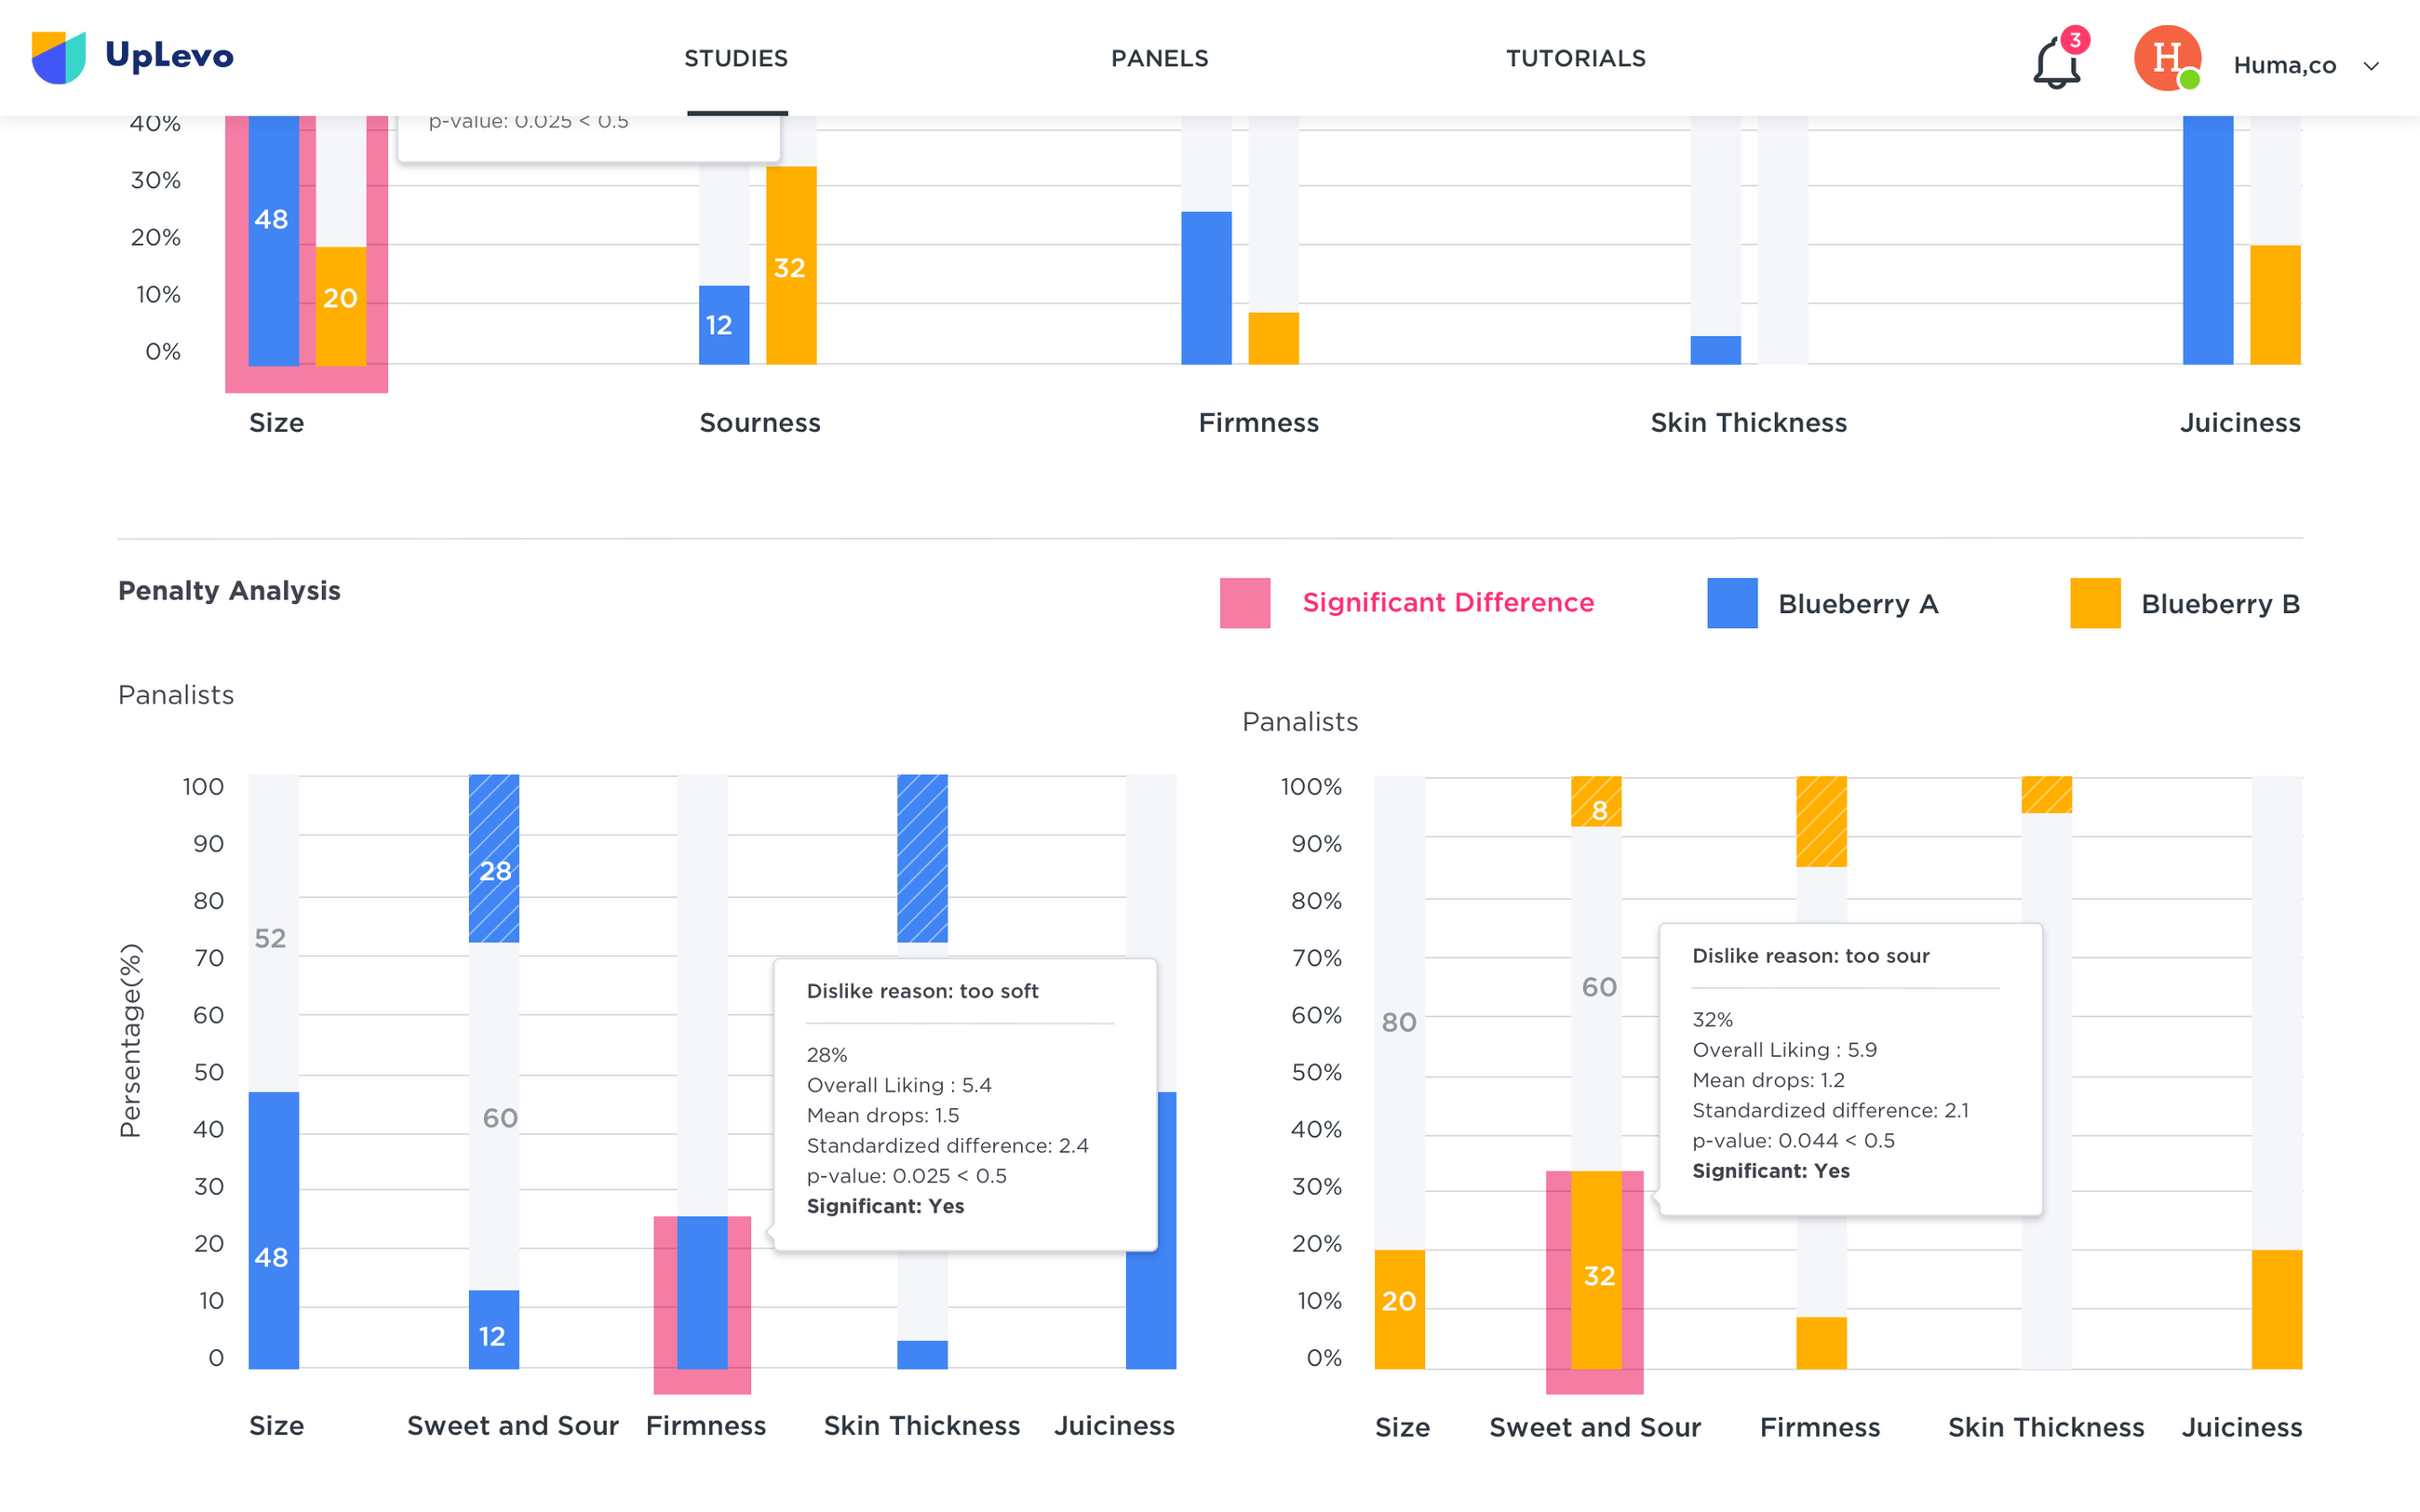 UpLevo
STUDIES
PANELS
TUTORIALS
3
H
Huma,co
40%
30%
20%
10%
0%
p-value: 0.025 < 0.5
48
20
12
32
Size
Sourness
Firmness
Skin Thickness
Juiciness
Penalty Analysis
Significant Difference
Blueberry A
Blueberry B
Panalists
Persentage(%)
100
90
80
70
60
50
40
30
20
10
0
52
48
28
60
12
Dislike reason: too soft
28%
Overall Liking : 5.4
Mean drops: 1.5
Standardized difference: 2.4
p-value: 0.025 < 0.5
Significant: Yes
Size
Sweet and Sour
Firmness
Skin Thickness
Juiciness
Panalists
100%
90%
80%
70%
60%
50%
40%
30%
20%
10%
0%
80
20
8
60
32
Dislike reason: too sour
32%
Overall Liking : 5.9
Mean drops: 1.2
Standardized difference: 2.1
p-value: 0.044 < 0.5
Significant: Yes
Size
Sweet and Sour
Firmness
Skin Thickness
Juiciness